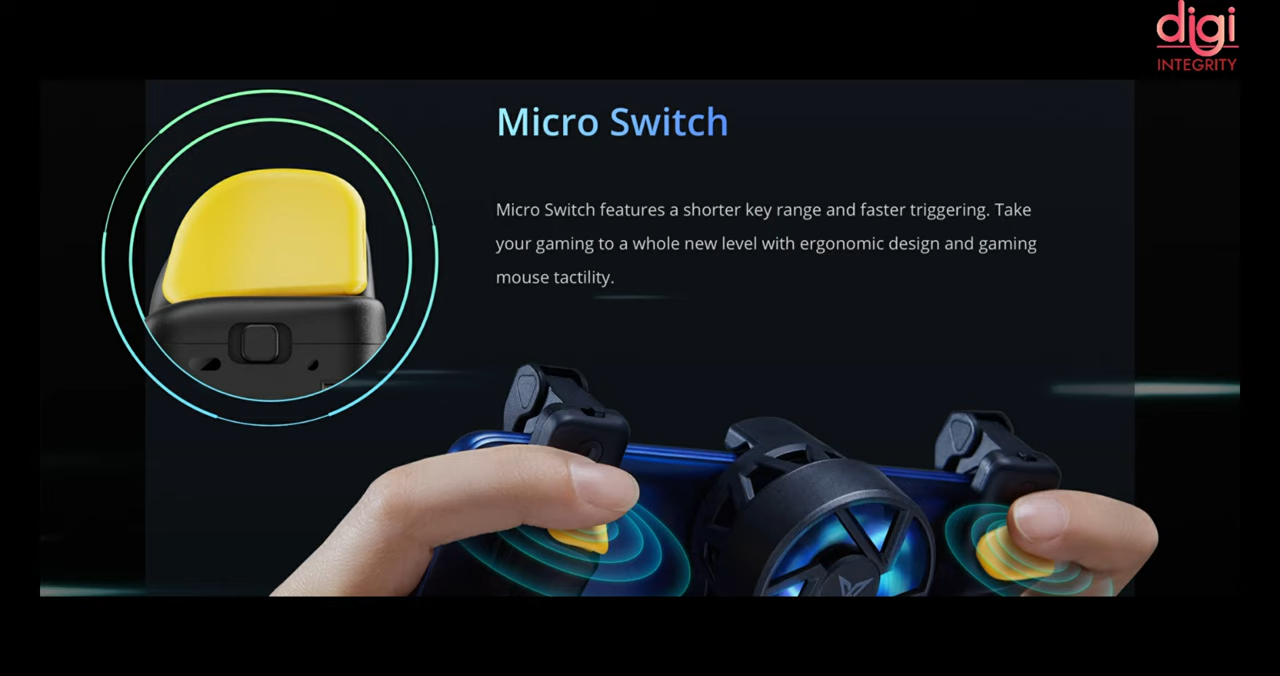 digi
INTEGRITY
Micro Switch
Micro Switch features a shorter key range and faster triggering. Take
your gaming to a whole new level with ergonomic design and gaming
mouse tactility.